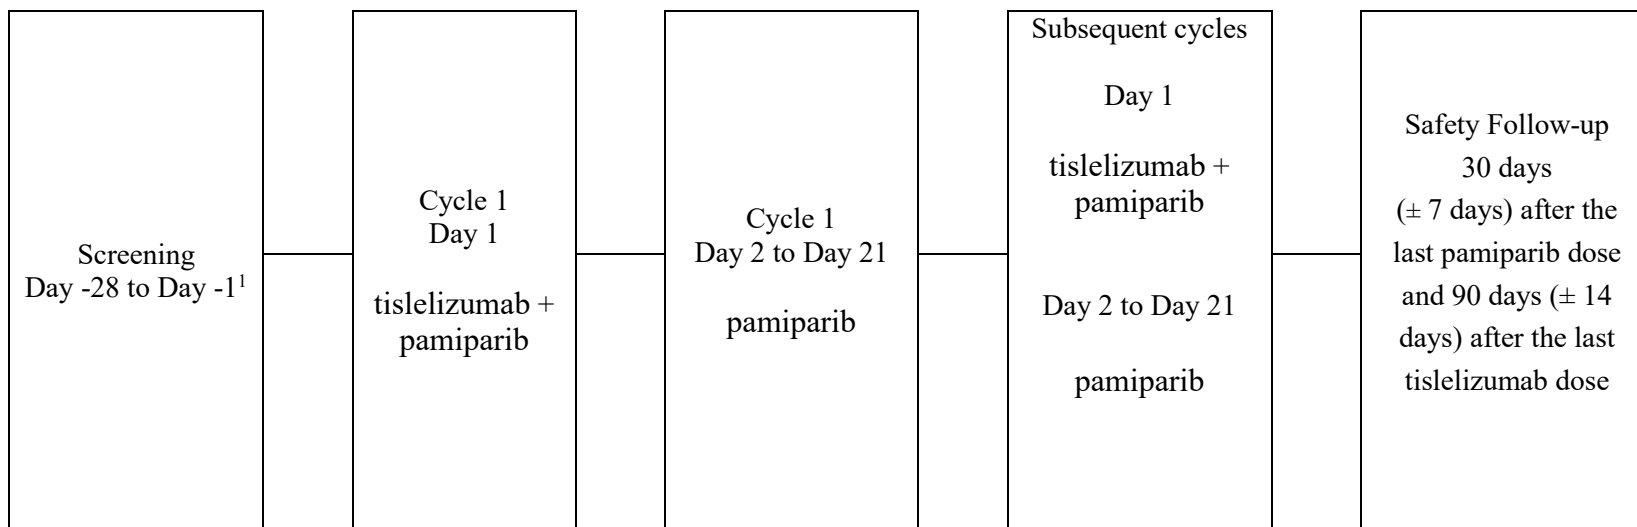 Screening
Day -28 to Day -1¹
Cycle 1
Day 1
tislelizumab +
pamiparib
Cycle 1
Day 2 to Day 21
pamiparib
Subsequent cycles
Day 1
tislelizumab +
pamiparib
Day 2 to Day 21
pamiparib
Safety Follow-up
30 days
(± 7 days) after the
last pamiparib dose
and 90 days (± 14
days) after the last
tislelizumab dose